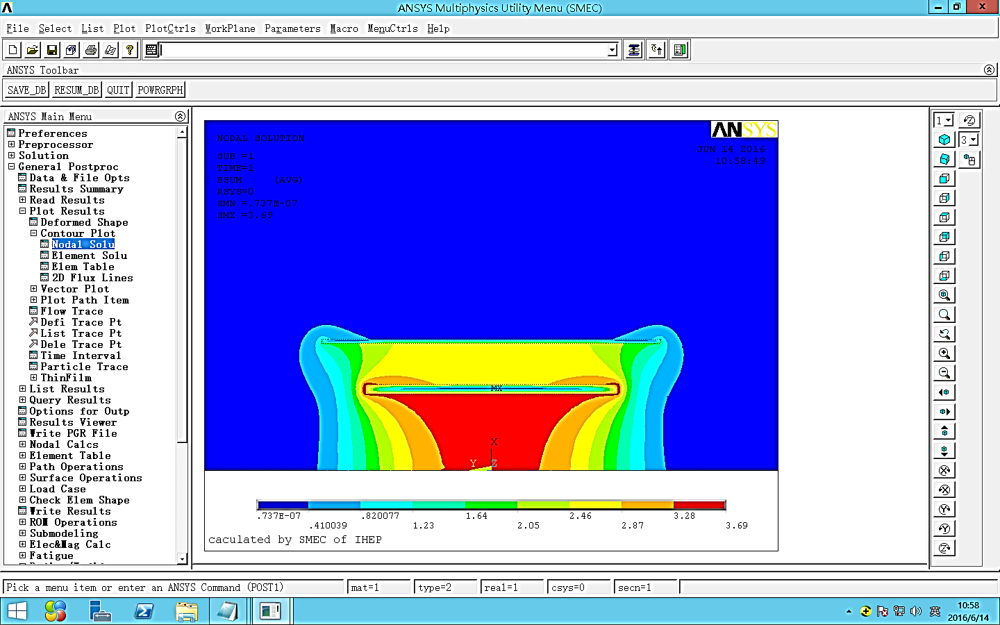 ANSYS Multiphysics Utility Menu (SMEC)
File Select List Plot PlotCtrls WorkPlane Parameters Macro MenuCtrls Help
ANSYS Toolbar
SAVE_DB RESUM_DB QUIT POWRGRPH
ANSYS Main Menu
Preferences
Preprocessor
Solution
General Postproc
Data & File Opts
Results Summary
Read Results
Plot Results
Deformed Shape
Contour Plot
Nodal Solu
Element Solu
Elem Table
2D Flux Lines
Vector Plot
Plot Path Item
Flow Trace
Defi Trace Pt
List Trace Pt
Dele Trace Pt
Time Interval
Particle Trace
ThinFilm
List Results
Query Results
Options for Outp
Results Viewer
Write PGR File
Nodal Calcs
Element Table
Path Operations
Surface Operations
Load Case
Check Elem Shape
Write Results
ROM Operations
Submodeling
Elec&Mag Calc
Fatigue
ANSYS
NODAL SOLUTION
SUB =1
TIME=1
BSUM (AVG)
RSYS=0
SMN =.737E-07
SMX =3.69
JUN 14 2016
10:58:49
MX
X
Y Z
.737E-07 .820077 1.64 2.46 3.28
.410039 1.23 2.05 2.87 3.69
caculated by SMEC of IHEP
1
3
Pick a menu item or enter an ANSYS Command (POST1) mat=1 type=2 real=1 csys=0 secn=1
英
10:58
2016/6/14